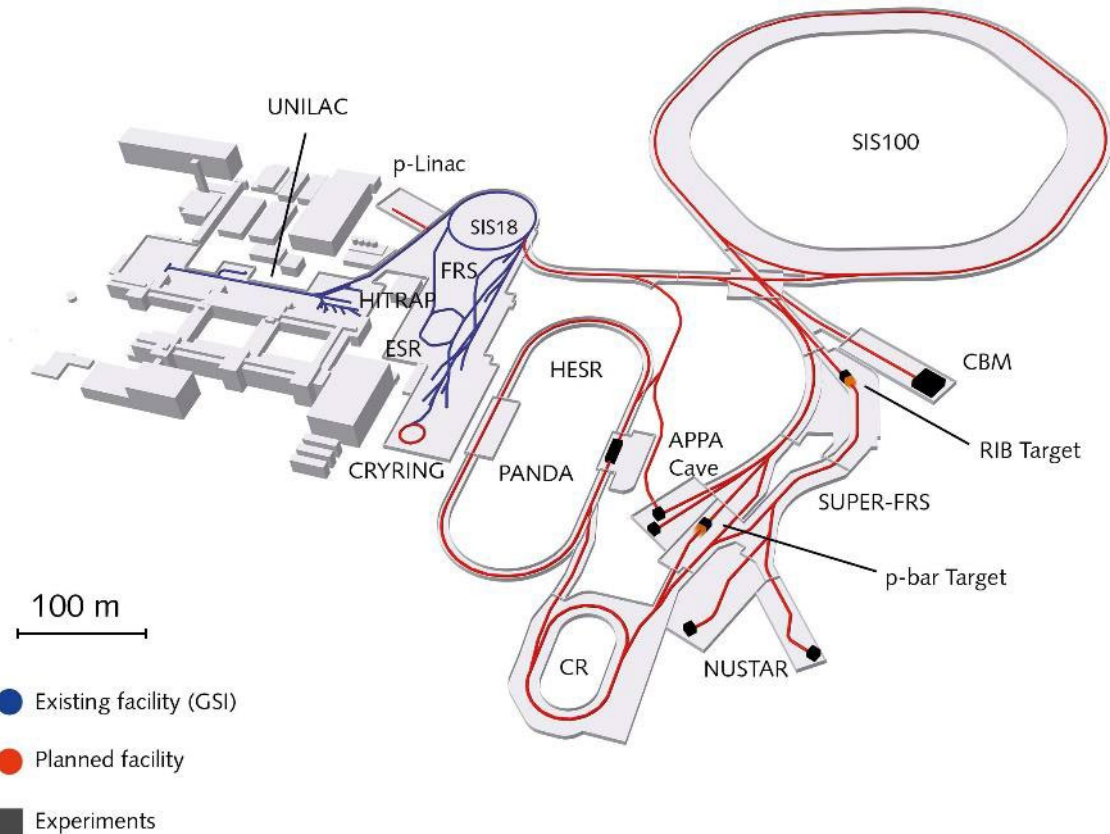 UNILAC
p-Linac
SIS100
SIS18
FRS
HITRAP
ESR
HESR
CBM
RIB Target
APPA
Cave
CRYRING
PANDA
SUPER-FRS
p-bar Target
100 m
CR
NUSTAR
Existing facility (GSI)
Planned facility
Experiments